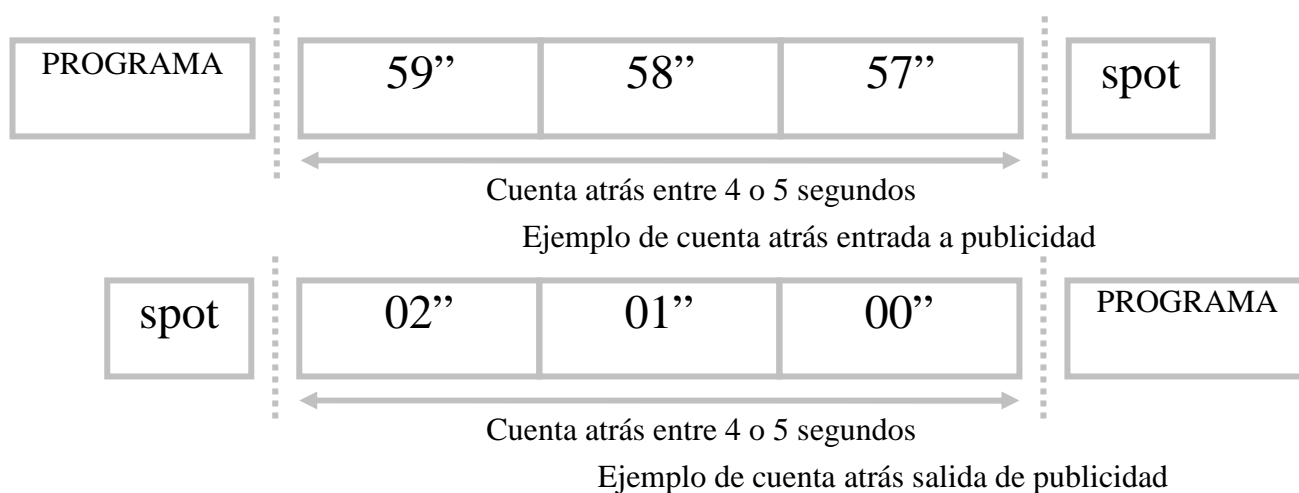 PROGRAMA 59” 58” 57” spot
Cuenta atrás entre 4 o 5 segundos
Ejemplo de cuenta atrás entrada a publicidad
spot 02” 01” 00” PROGRAMA
Cuenta atrás entre 4 o 5 segundos
Ejemplo de cuenta atrás salida de publicidad